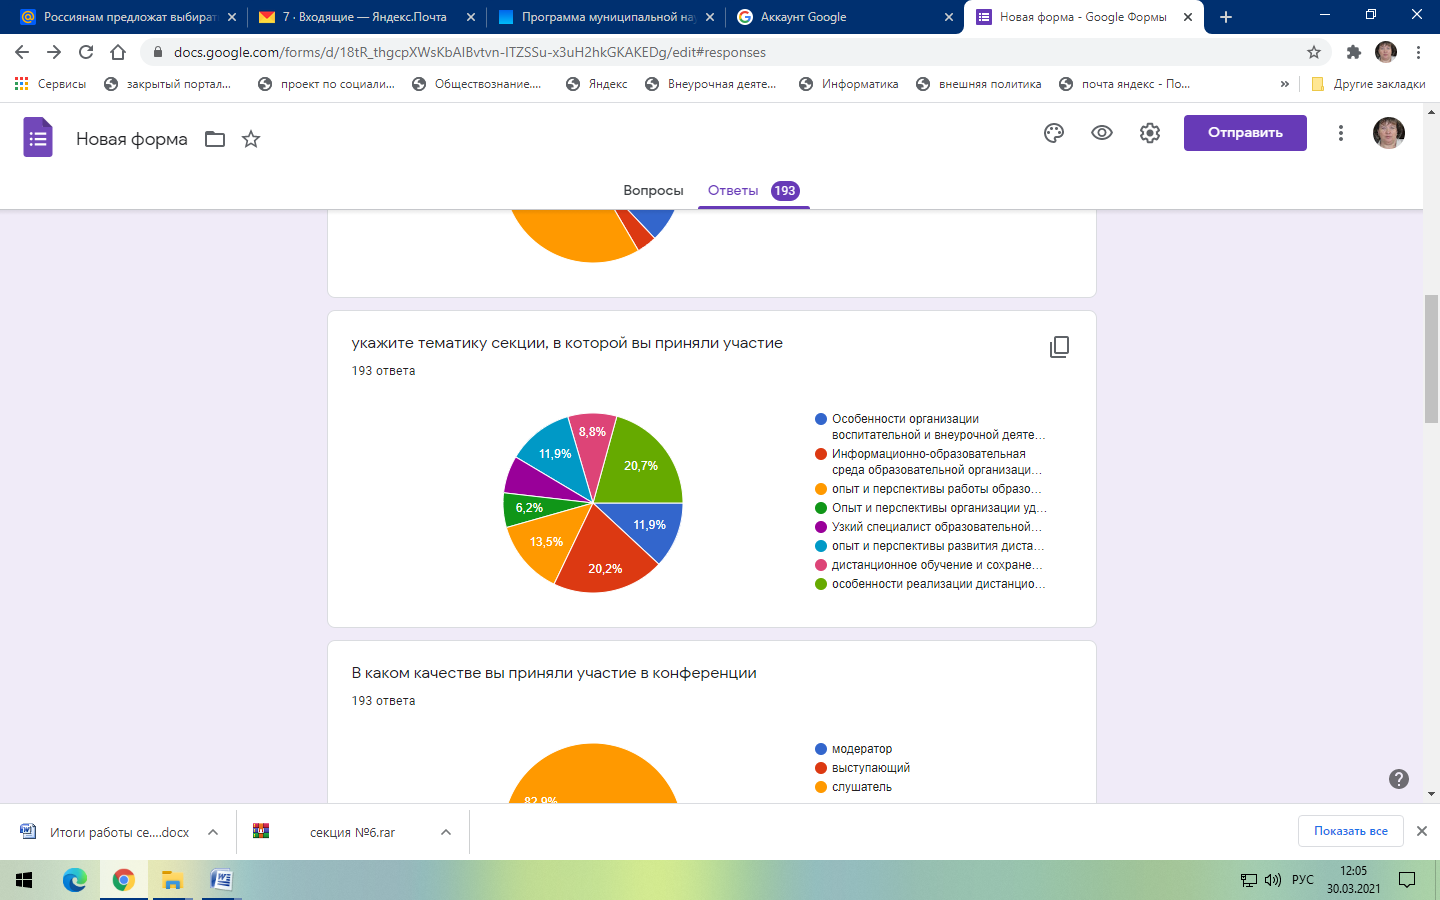 Россиянам предложат выбират
7 · Входящие — Яндекс.Почта
Программа муниципальной нау
Аккаунт Google
Новая форма - Google Формы
docs.google.com/forms/d/18tR_thgcpXWsKbAIBvtvn-ITZSSu-x3uH2hkGKAKEDg/edit#responses
Сервисы
закрытый портал...
проект по социали...
Обществознание....
Яндекс
Внеурочная деяте...
Информатика
внешняя политика
почта яндекс - По...
»
Другие закладки
Новая форма
Отправить
Вопросы
Ответы 193
укажите тематику секции, в которой вы приняли участие
193 ответа
8,8%
11,9%
20,7%
6,2%
11,9%
13,5%
20,2%
Особенности организации
воспитательной и внеурочной деяте…
Информационно-образовательная
среда образовательной организаци…
опыт и перспективы работы образо…
Опыт и перспективы организации уд…
Узкий специалист образовательной…
опыт и перспективы развития диста…
дистанционное обучение и сохране…
особенности реализации дистанцио…
В каком качестве вы приняли участие в конференции
193 ответа
82,9%
модератор
выступающий
слушатель
Итоги работы се....docx
секция №6.rar
Показать все
РУС
12:05
30.03.2021